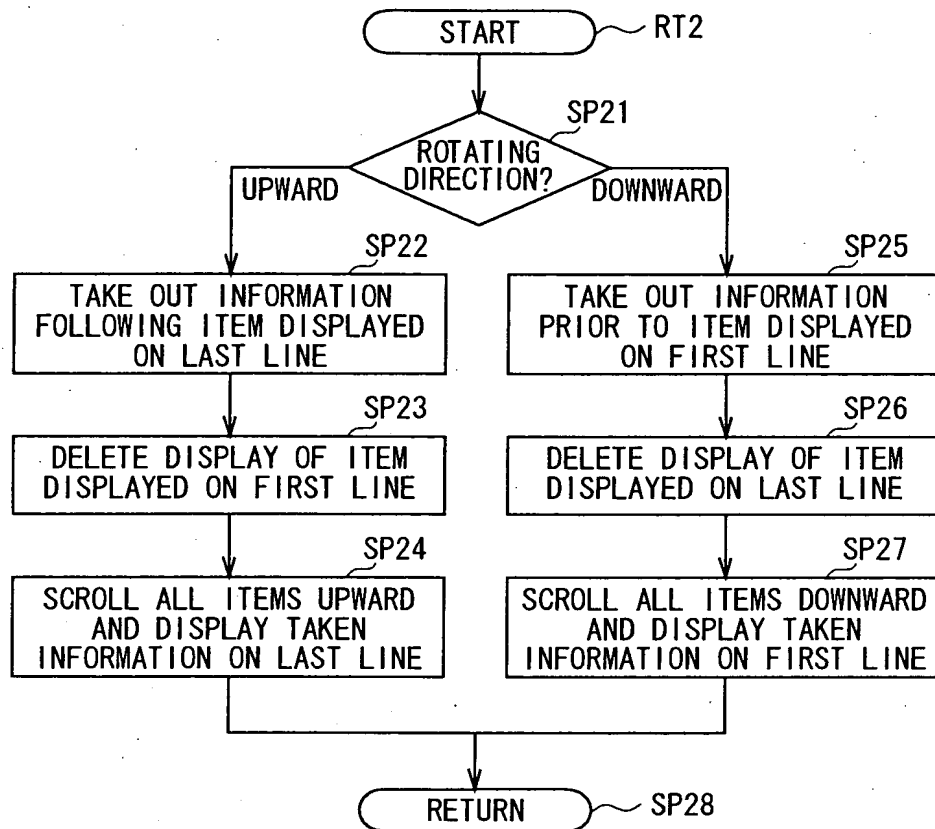 START
RT2
SP21
ROTATING
DIRECTION?
UPWARD
DOWNWARD
SP22
TAKE OUT INFORMATION
FOLLOWING ITEM DISPLAYED
ON LAST LINE
SP23
DELETE DISPLAY OF ITEM
DISPLAYED ON FIRST LINE
SP24
SCROLL ALL ITEMS UPWARD
AND DISPLAY TAKEN
INFORMATION ON LAST LINE
SP25
TAKE OUT INFORMATION
PRIOR TO ITEM DISPLAYED
ON FIRST LINE
SP26
DELETE DISPLAY OF ITEM
DISPLAYED ON LAST LINE
SP27
SCROLL ALL ITEMS DOWNWARD
AND DISPLAY TAKEN
INFORMATION ON FIRST LINE
RETURN
SP28